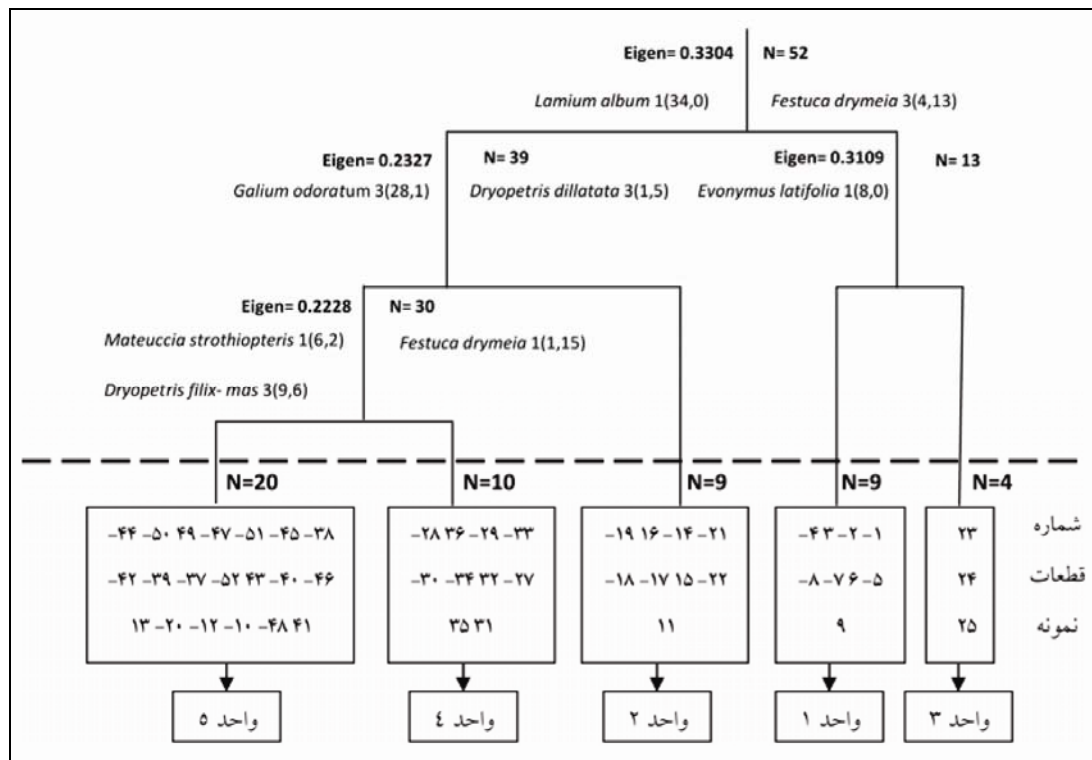 Eigen= 0.3304 N= 52
Lamium album 1(34,0) Festuca drymeia 3(4,13)
Eigen= 0.2327 N= 39 Eigen= 0.3109 N= 13
Galium odoratum 3(28,1) Dryopetris dillatata 3(1,5) Evonymus latifolia 1(8,0)
Eigen= 0.2228 N= 30
Mateuccia strothiopteris 1(6,2) Festuca drymeia 1(1,15)
Dryopetris filix- mas 3(9,6)
N=20 N=10 N=9 N=9 N=4
-۴۴ -۵۰ ۴۹ -۴۷ -۵۱ -۴۵ -۳۸ -۲۸ ۳۶ -۲۹ -۳۳ -۱۹ ۱۶ -۱۴ -۲۱ -۴ ۳ -۲ -۱ ۲۳ شماره
-۴۲ -۳۹ -۳۷ -۵۲ ۴۳ -۴۰ -۴۶ -۳۰ -۳۴ ۳۲ -۲۷ -۱۸ -۱۷ ۱۵ -۲۲ -۸ -۷ ۶ -۵ ۲۴ قطعات
۱۳ -۲۰ -۱۲ -۱۰ -۴۸ ۴۱ ۳۵ ۳۱ ۱۱ ۹ ۲۵ نمونه
واحد ٥ واحد ٤ واحد ٢ واحد ١ واحد ٣